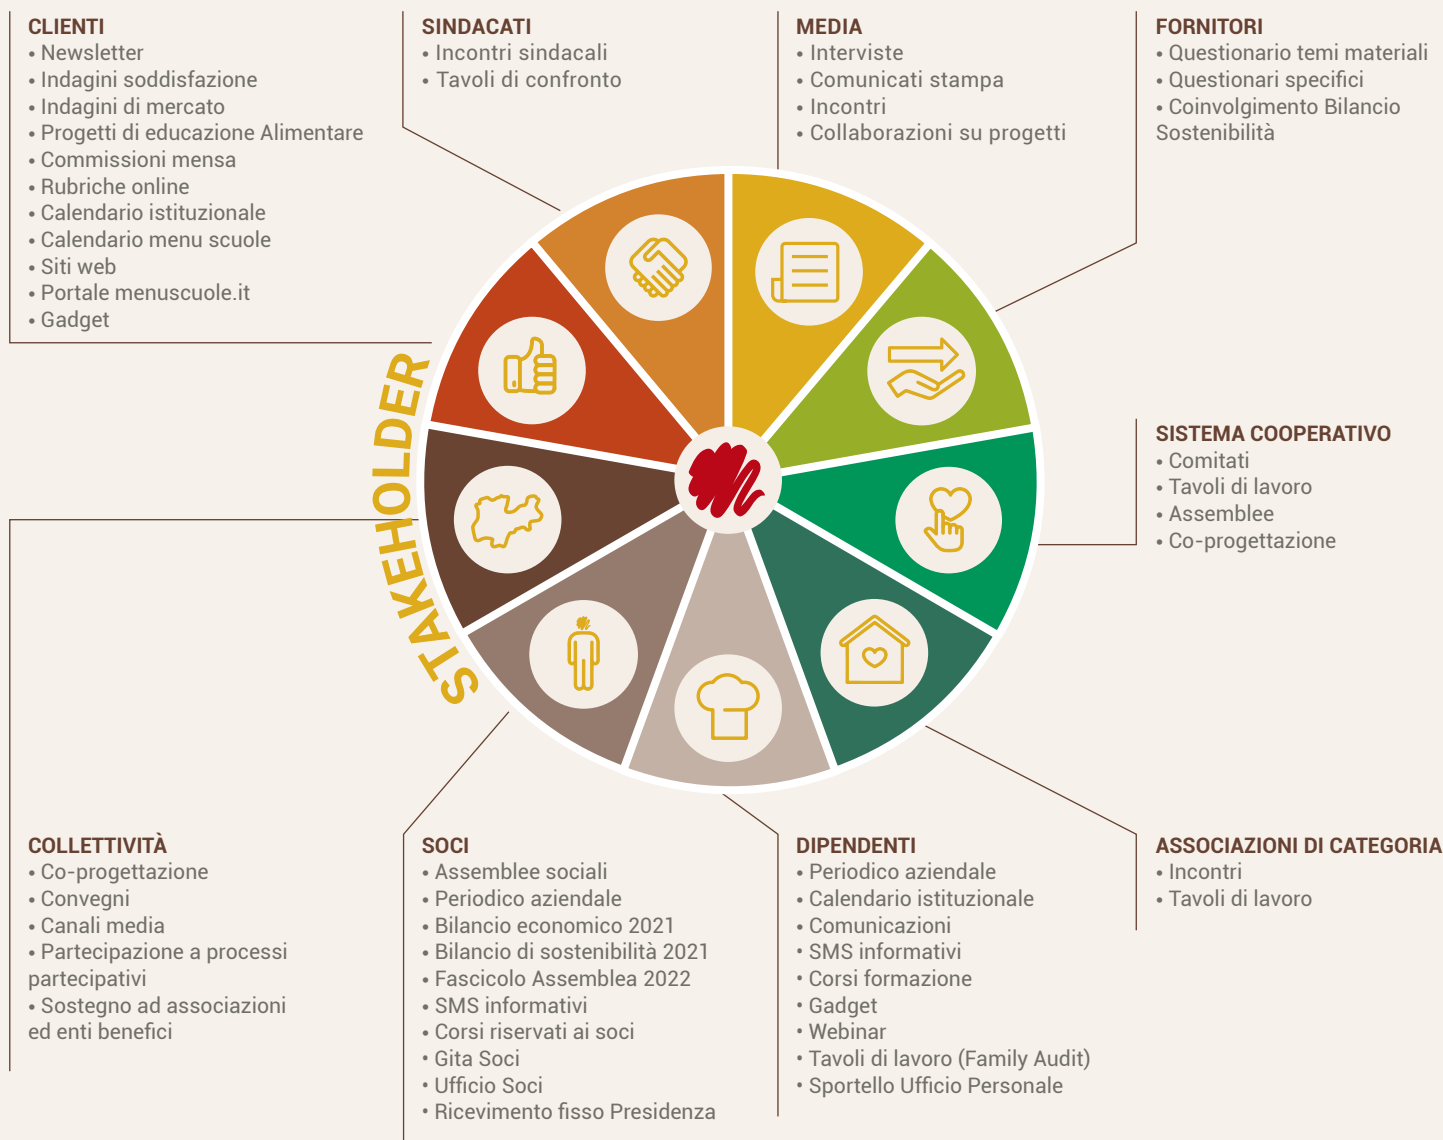 CLIENTI
• Newsletter
• Indagini soddisfazione
• Indagini di mercato
• Progetti di educazione Alimentare
• Commissioni mensa
• Rubriche online
• Calendario istituzionale
• Calendario menu scuole
• Siti web
• Portale menuscuole.it
• Gadget
SINDACATI
• Incontri sindacali
• Tavoli di confronto
MEDIA
• Interviste
• Comunicati stampa
• Incontri
• Collaborazioni su progetti
FORNITORI
• Questionario temi materiali
• Questionari specifici
• Coinvolgimento Bilancio
Sostenibilità
STAKEHOLDER
SISTEMA COOPERATIVO
• Comitati
• Tavoli di lavoro
• Assemblee
• Co-progettazione
COLLETTIVITÀ
• Co-progettazione
• Convegni
• Canali media
• Partecipazione a processi
partecipativi
• Sostegno ad associazioni
ed enti benefici
SOCI
• Assemblee sociali
• Periodico aziendale
• Bilancio economico 2021
• Bilancio di sostenibilità 2021
• Fascicolo Assemblea 2022
• SMS informativi
• Corsi riservati ai soci
• Gita Soci
• Ufficio Soci
• Ricevimento fisso Presidenza
DIPENDENTI
• Periodico aziendale
• Calendario istituzionale
• Comunicazioni
• SMS informativi
• Corsi formazione
• Gadget
• Webinar
• Tavoli di lavoro (Family Audit)
• Sportello Ufficio Personale
ASSOCIAZIONI DI CATEGORIA
• Incontri
• Tavoli di lavoro